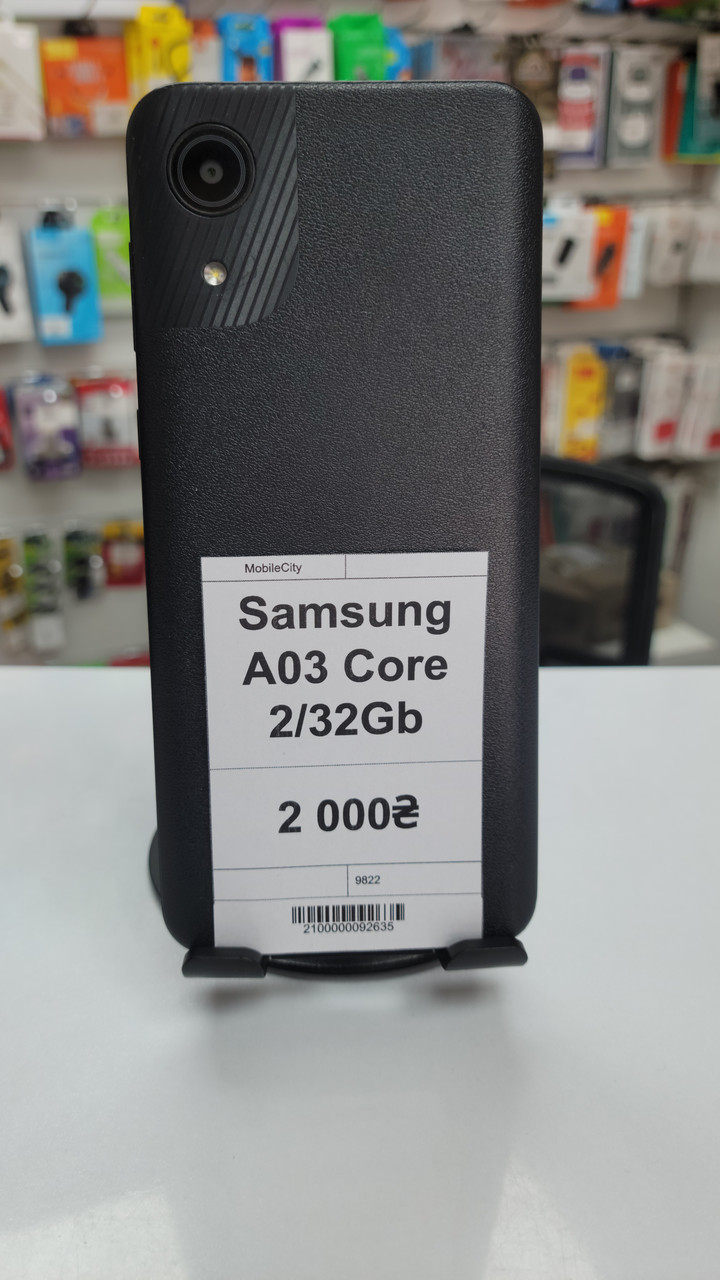 MobileCity
Samsung
A03 Core
2/32Gb
2 000₴
9822
2100000092635